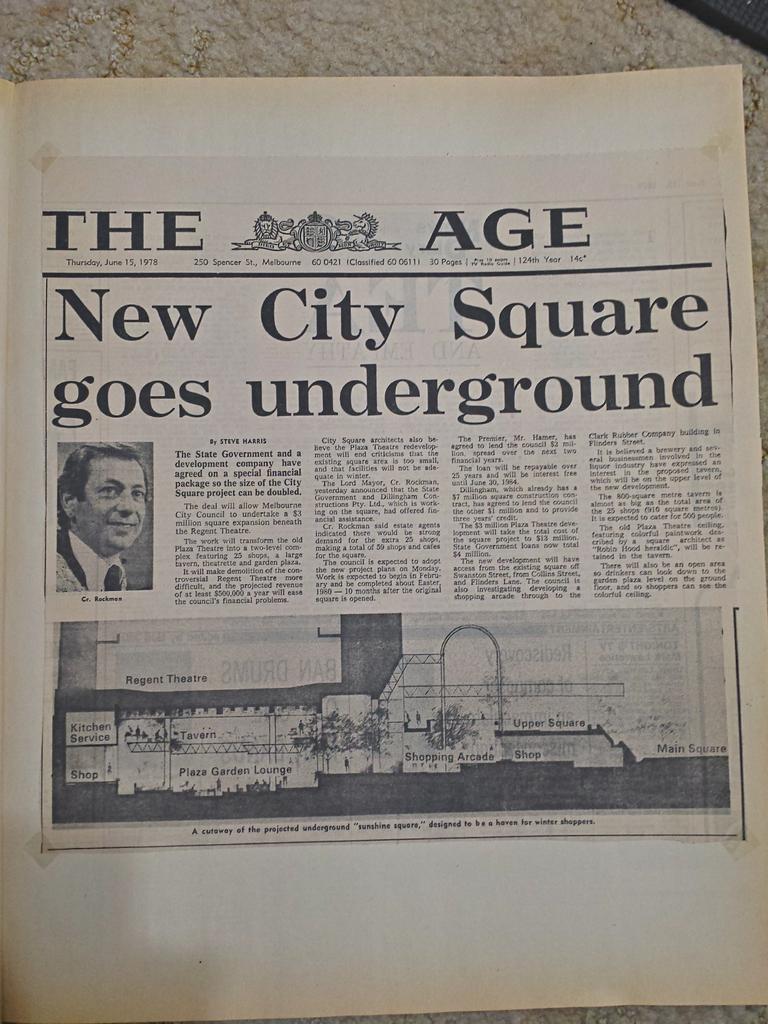 THE AGE
Thursday, June 15, 1978 250 Spencer St., Melbourne 60 0421 (Classified 60 0611) 30 Pages 124th Year 14c*
New City Square
goes underground
Cr. Rockman
By STEVE HARRIS
The State Government and a
development company have
agreed on a special financial
package so the size of the City
Square project can be doubled.
The deal will allow Melbourne
City Council to undertake a $3
million square expansion beneath
the Regent Theatre.
The work will transform the old
Plaza Theatre into a two-level com-
plex featuring 25 shops, a large
tavern, theatrette and garden plaza.
It will make demolition of the con-
troversial Regent Theatre more
difficult, and the projected revenue
of at least $500,000 a year will ease
the council's financial problems.
City Square architects also be-
lieve the Plaza Theatre redevelop-
ment will end criticisms that the
existing square area is too small,
and that facilities will not be ade-
quate in winter.
The Lord Mayor, Cr. Rockman,
yesterday announced that the State
Government and Dillingham Con-
structions Pty. Ltd., which is work-
ing on the square, had offered fin-
ancial assistance.
Cr. Rockman said estate agents
indicated there would be strong
demand for the extra 25 shops,
making a total of 59 shops and cafes
for the square.
The council is expected to adopt
the new project plans on Monday.
Work is expected to begin in Febru-
ary and be completed about Easter,
1980 — 10 months after the original
square is opened.
The Premier, Mr. Hamer, has
agreed to lend the council $2 mil-
lion, spread over the next two
financial years.
The loan will be repayable over
25 years and will be interest free
until June 30, 1984.
Dillingham, which already has a
$7 million square construction con-
tract, has agreed to lend the council
the other $1 million and to provide
three years' credit.
The $3 million Plaza Theatre deve-
lopment will take the total cost of
the square project to $13 million.
State Government loans now total
$4 million.
The new development will have
access from the existing square off
Swanston Street, from Collins Street,
and Flinders Lane. The council is
also investigating developing a
shopping arcade through to the
Clark Rubber Company building in
Flinders Street.
It is believed a brewery and sev-
eral businessmen involved in the
liquor industry have expressed an
interest in the proposed tavern,
which will be on the upper level of
the new development.
The 800-square metre tavern is
almost as big as the total area of
the 25 shops (910 square metres).
It is expected to cater for 500 people.
The old Plaza Theatre ceiling,
featuring colorful paintwork des-
cribed by a square architect as
"Robin Hood heraldic", will be re-
tained in the tavern.
There will also be an open area
so drinkers can look down to the
garden plaza level on the ground
floor, and so shoppers can see the
colorful ceiling.
Regent Theatre
Kitchen
Service
Tavern
Shop
Plaza Garden Lounge
Shopping Arcade
Upper Square
Shop
Main Square
A cutaway of the projected underground "sunshine square," designed to be a haven for winter shoppers.